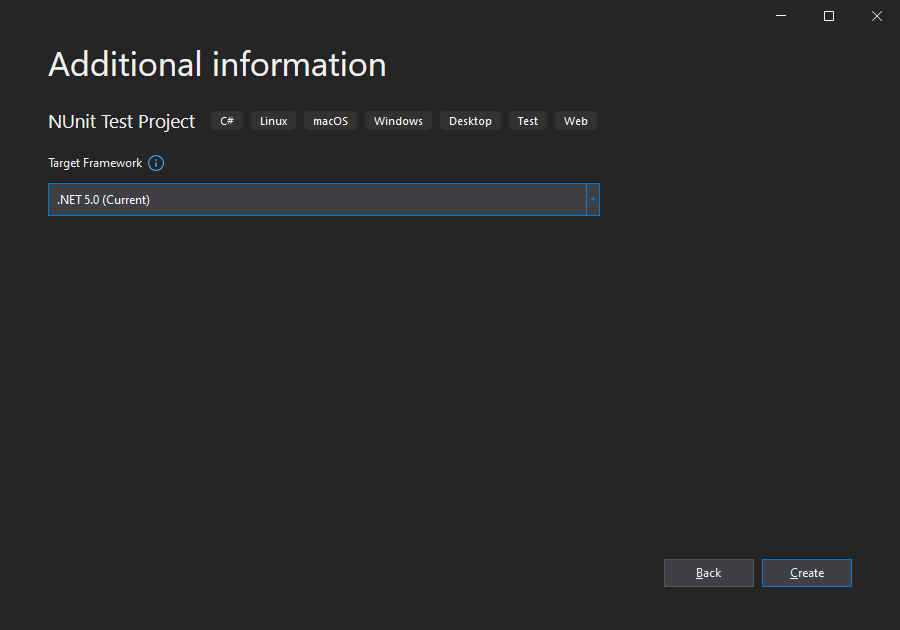 Additional information
NUnit Test Project C# Linux macOS Windows Desktop Test Web
Target Framework
.NET 5.0 (Current)
Back Create